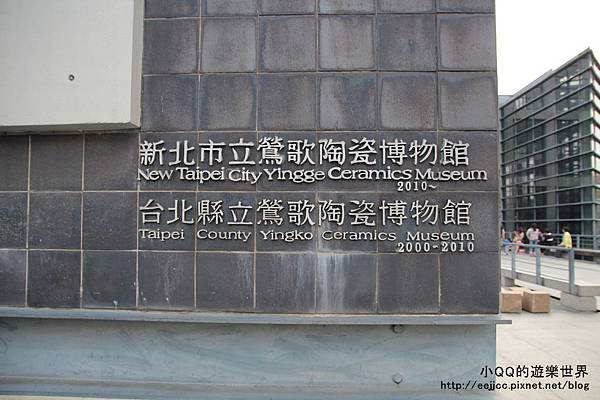 新北市立鶯歌陶瓷博物館
New Taipei City Yingge Ceramics Museum
2010~
台北縣立鶯歌陶瓷博物館
Taipei County Yingko Ceramics Museum
2000~2010
小QQ的遊樂世界
http://eejjcc.pixnet.net/blog